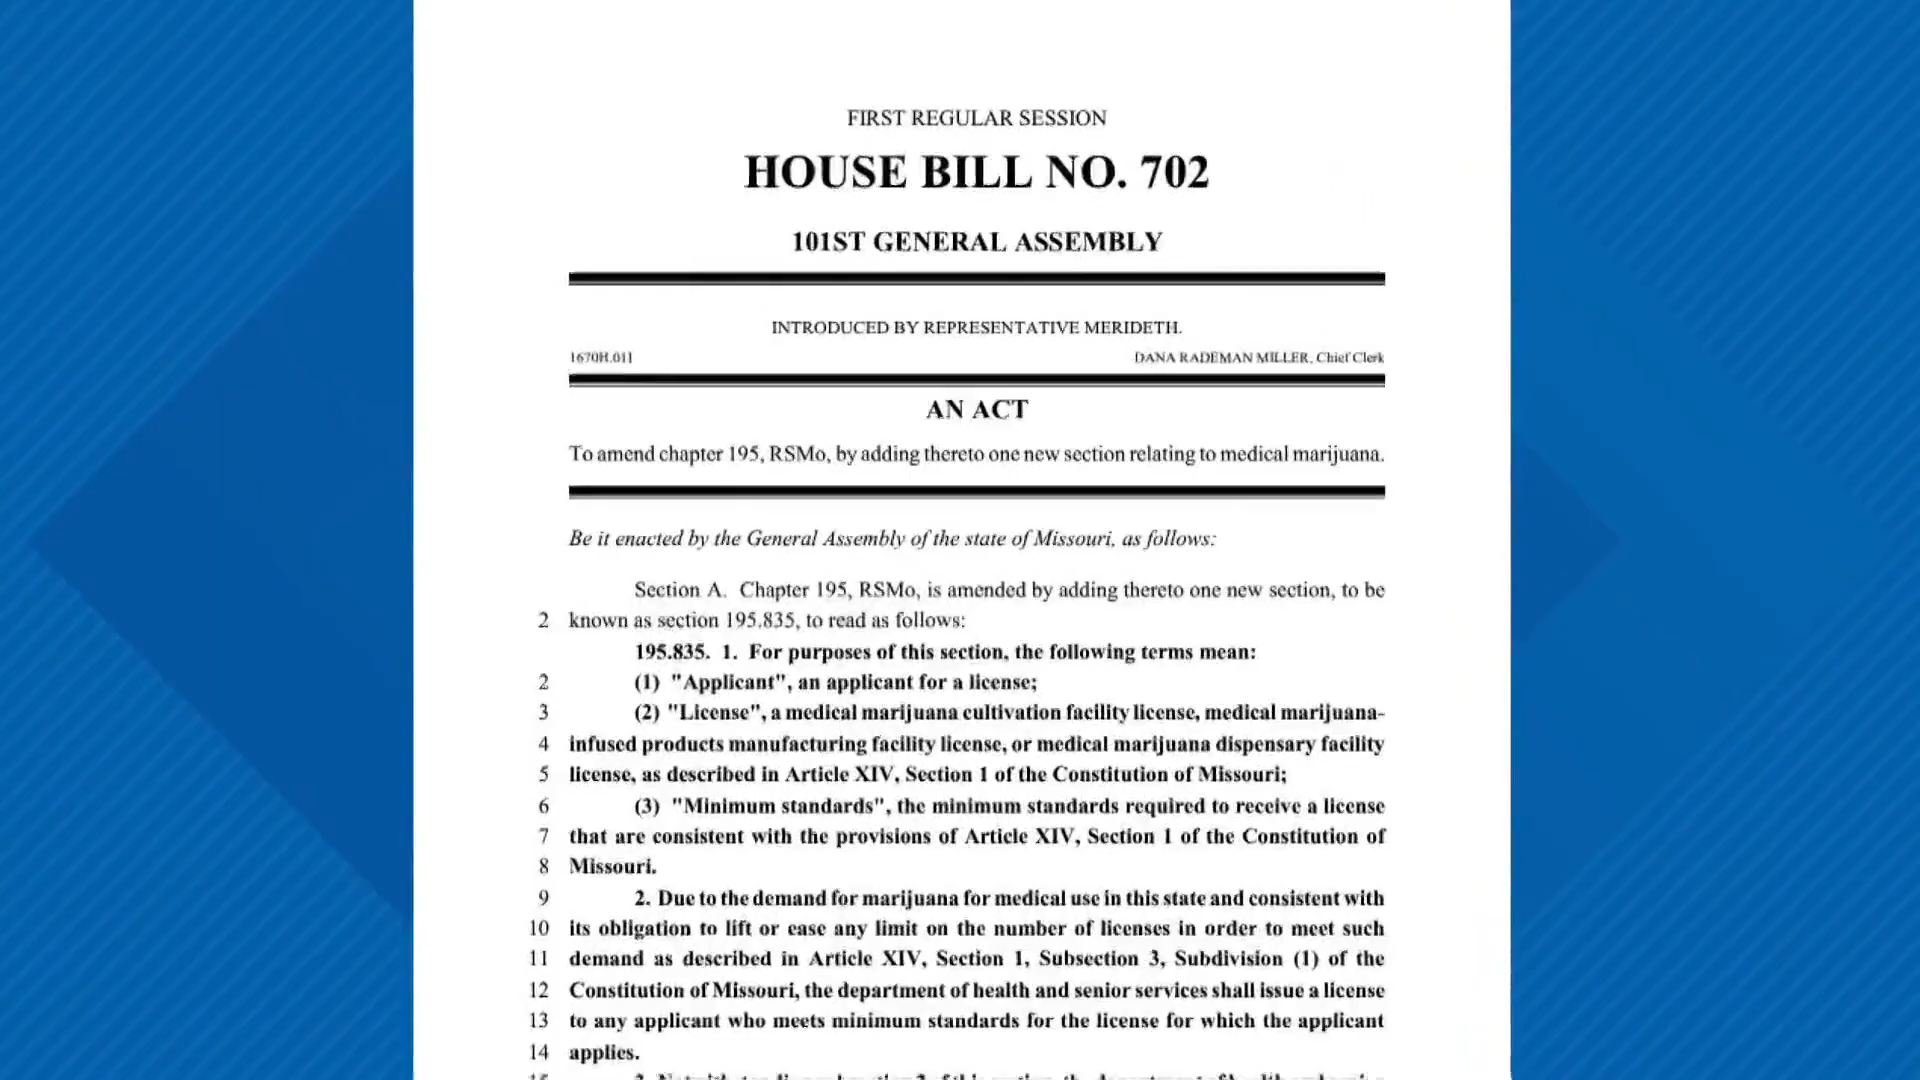 FIRST REGULAR SESSION
HOUSE BILL NO. 702
101ST GENERAL ASSEMBLY
INTRODUCED BY REPRESENTATIVE MERIDETH.
1670H.01I DANA RADEMAN MILLER, Chief Clerk
AN ACT
To amend chapter 195, RSMo, by adding thereto one new section relating to medical marijuana.
Be it enacted by the General Assembly of the state of Missouri, as follows:
Section A. Chapter 195, RSMo, is amended by adding thereto one new section, to be
2 known as section 195.835, to read as follows:
195.835. 1. For purposes of this section, the following terms mean:
2 (1) "Applicant", an applicant for a license;
3 (2) "License", a medical marijuana cultivation facility license, medical marijuana-
4 infused products manufacturing facility license, or medical marijuana dispensary facility
5 license, as described in Article XIV, Section 1 of the Constitution of Missouri;
6 (3) "Minimum standards", the minimum standards required to receive a license
7 that are consistent with the provisions of Article XIV, Section 1 of the Constitution of
8 Missouri.
9 2. Due to the demand for marijuana for medical use in this state and consistent with
10 its obligation to lift or ease any limit on the number of licenses in order to meet such
11 demand as described in Article XIV, Section 1, Subsection 3, Subdivision (1) of the
12 Constitution of Missouri, the department of health and senior services shall issue a license
13 to any applicant who meets minimum standards for the license for which the applicant
14 applies.